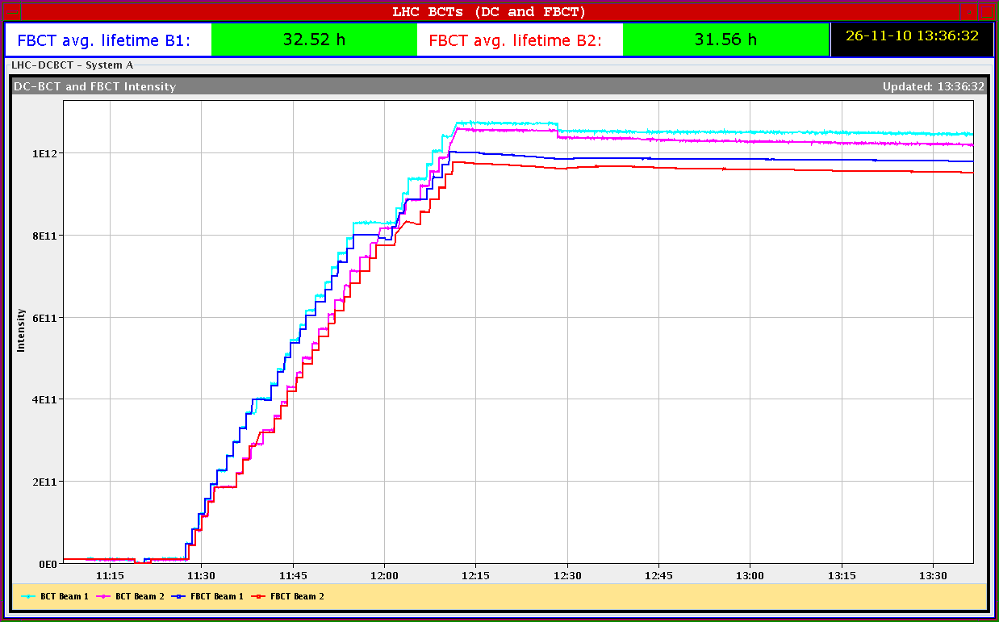 LHC BCTs (DC and FBCT)
FBCT avg. lifetime B1: 32.52 h FBCT avg. lifetime B2: 31.56 h 26-11-10 13:36:32
LHC-DCBCT - System A
DC-BCT and FBCT Intensity Updated: 13:36:32
1E12
8E11
6E11
Intensity
4E11
2E11
0E0
11:15 11:30 11:45 12:00 12:15 12:30 12:45 13:00 13:15 13:30
BCT Beam 1 BCT Beam 2 FBCT Beam 1 FBCT Beam 2